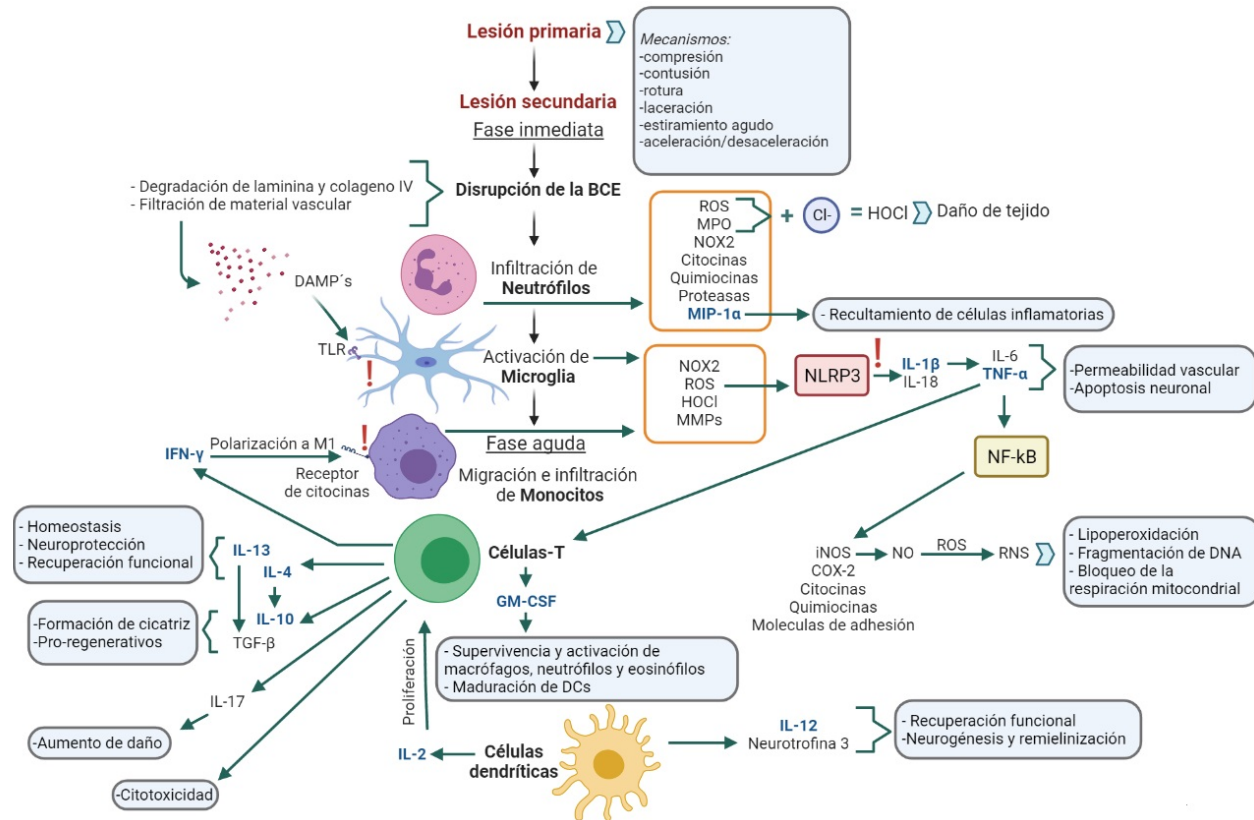 Lesión primaria
Mecanismos:
-compresión
-contusión
-rotura
-laceración
-estiramiento agudo
-aceleración/desaceleración
Lesión secundaria
Fase inmediata
- Degradación de laminina y colageno IV
- Filtración de material vascular
Disrupción de la BCE
DAMP´s
TLR
!
Infiltración de
Neutrófilos
ROS
MPO
NOX2
Citocinas
Quimiocinas
Proteasas
MIP-1α
+ Cl- = HOCl
Daño de tejido
- Recultamiento de células inflamatorias
Activación de
Microglia
NOX2
ROS
HOCl
MMPs
NLRP3
!
IL-1β
IL-18
IL-6
TNF-α
-Permeabilidad vascular
-Apoptosis neuronal
NF-kB
Fase aguda
Migración e infiltración
de Monocitos
IFN-γ
Polarización a M1
!
Receptor
de citocinas
iNOS
COX-2
Citocinas
Quimiocinas
Moleculas de adhesión
NO
ROS
RNS
- Lipoperoxidación
- Fragmentación de DNA
- Bloqueo de la
respiración mitocondrial
Células-T
GM-CSF
- Supervivencia y activación de
macrófagos, neutrófilos y eosinófilos
- Maduración de DCs
- Homeostasis
- Neuroprotección
- Recuperación funcional
IL-13
IL-4
IL-10
TGF-β
-Formación de cicatriz
- Pro-regenerativos
IL-17
-Aumento de daño
-Citotoxicidad
Proliferación
IL-2
Células
dendríticas
IL-12
Neurotrofina 3
- Recuperación funcional
-Neurogénesis y remielinización